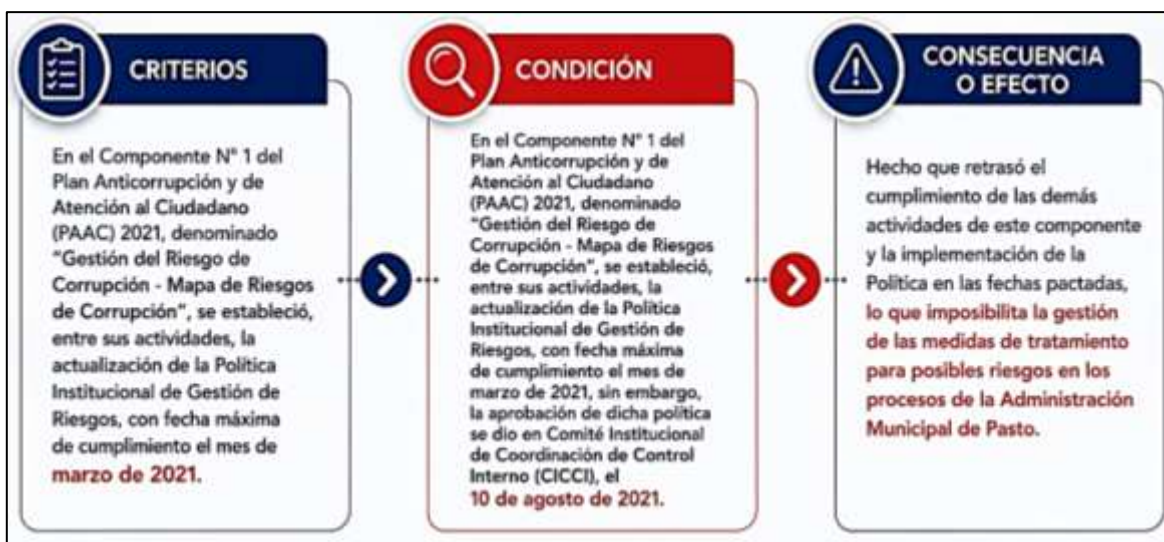 CRITERIOS
En el Componente N° 1 del
Plan Anticorrupción y de
Atención al Ciudadano
(PAAC) 2021, denominado
“Gestión del Riesgo de
Corrupción - Mapa de Riesgos
de Corrupción”, se estableció,
entre sus actividades, la
actualización de la Política
Institucional de Gestión de
Riesgos, con fecha máxima
de cumplimiento el mes de
marzo de 2021.
CONDICIÓN
En el Componente N° 1 del
Plan Anticorrupción y de
Atención al Ciudadano
(PAAC) 2021, denominado
“Gestión del Riesgo de
Corrupción - Mapa de Riesgos
de Corrupción”, se estableció,
entre sus actividades, la
actualización de la Política
Institucional de Gestión de
Riesgos, con fecha máxima
de cumplimiento el mes de
marzo de 2021, sin embargo,
la aprobación de dicha política
se dio en Comité Institucional
de Coordinación de Control
Interno (CICCI), el
10 de agosto de 2021.
CONSECUENCIA
O EFECTO
Hecho que retrasó el
cumplimiento de las demás
actividades de este componente
y la implementación de la
Política en las fechas pactadas,
lo que imposibilita la gestión
de las medidas de tratamiento
para posibles riesgos en los
procesos de la Administración
Municipal de Pasto.